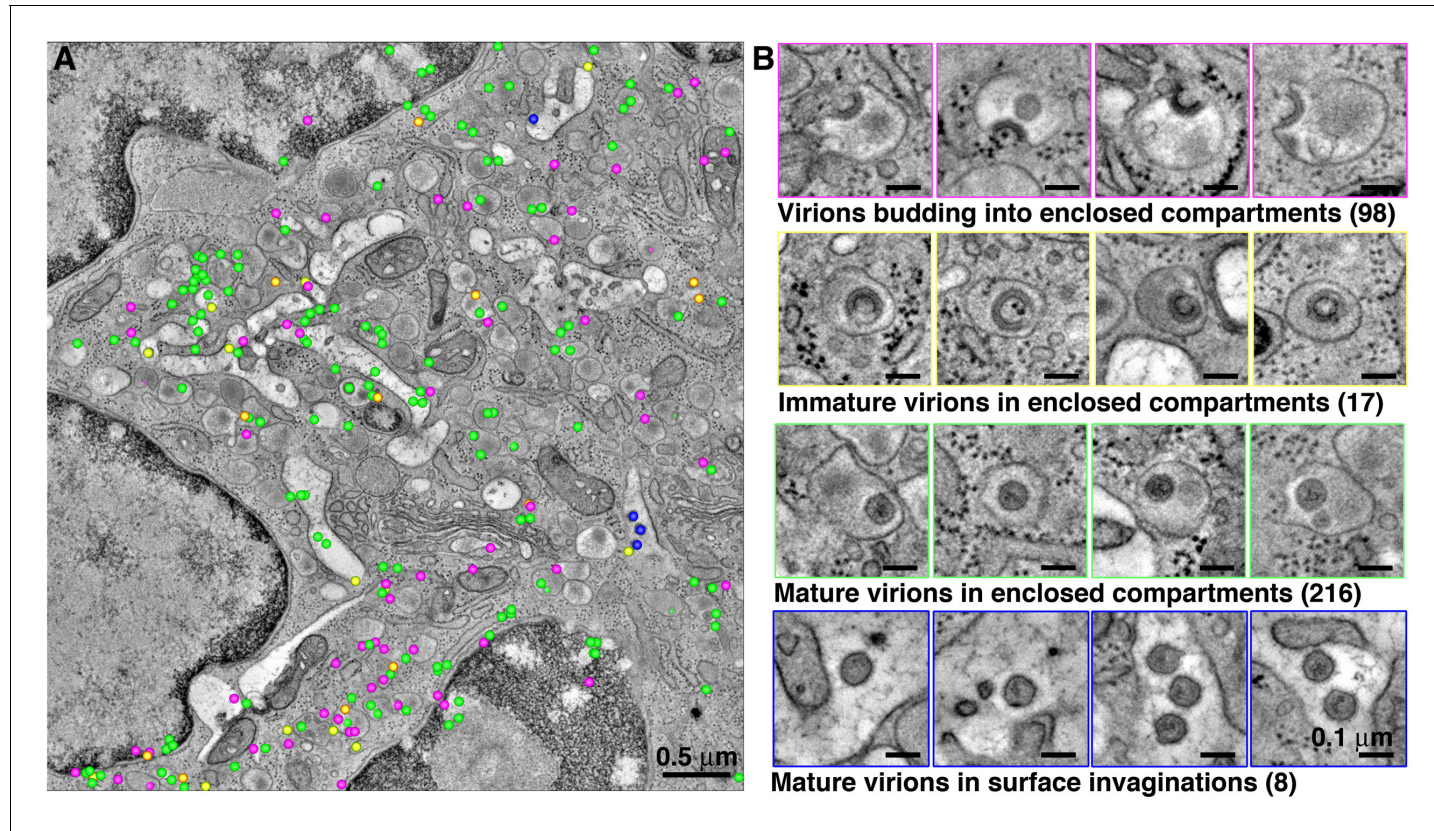 A
B
Virions budding into enclosed compartments (98)
Immature virions in enclosed compartments (17)
Mature virions in enclosed compartments (216)
0.5 μm
0.1 μm
Mature virions in surface invaginations (8)